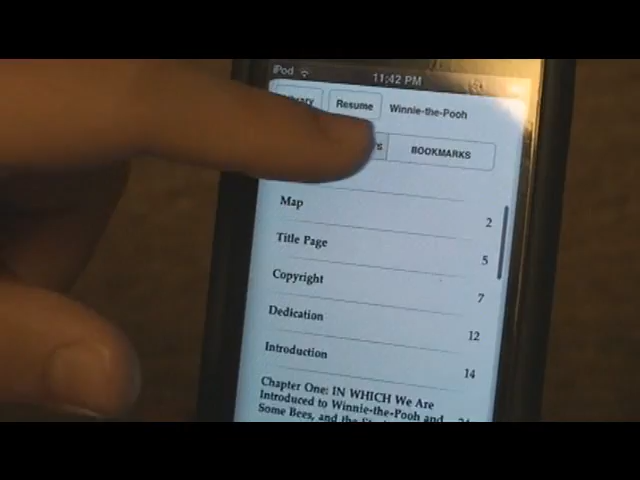 iPod 11:42 PM
Resume Winnie-the-Pooh
BOOKMARKS
Map 2
Title Page 5
Copyright 7
Dedication 12
Introduction 14
Chapter One: IN WHICH We Are
Introduced to Winnie-the-Pooh and
Some Bees, and the